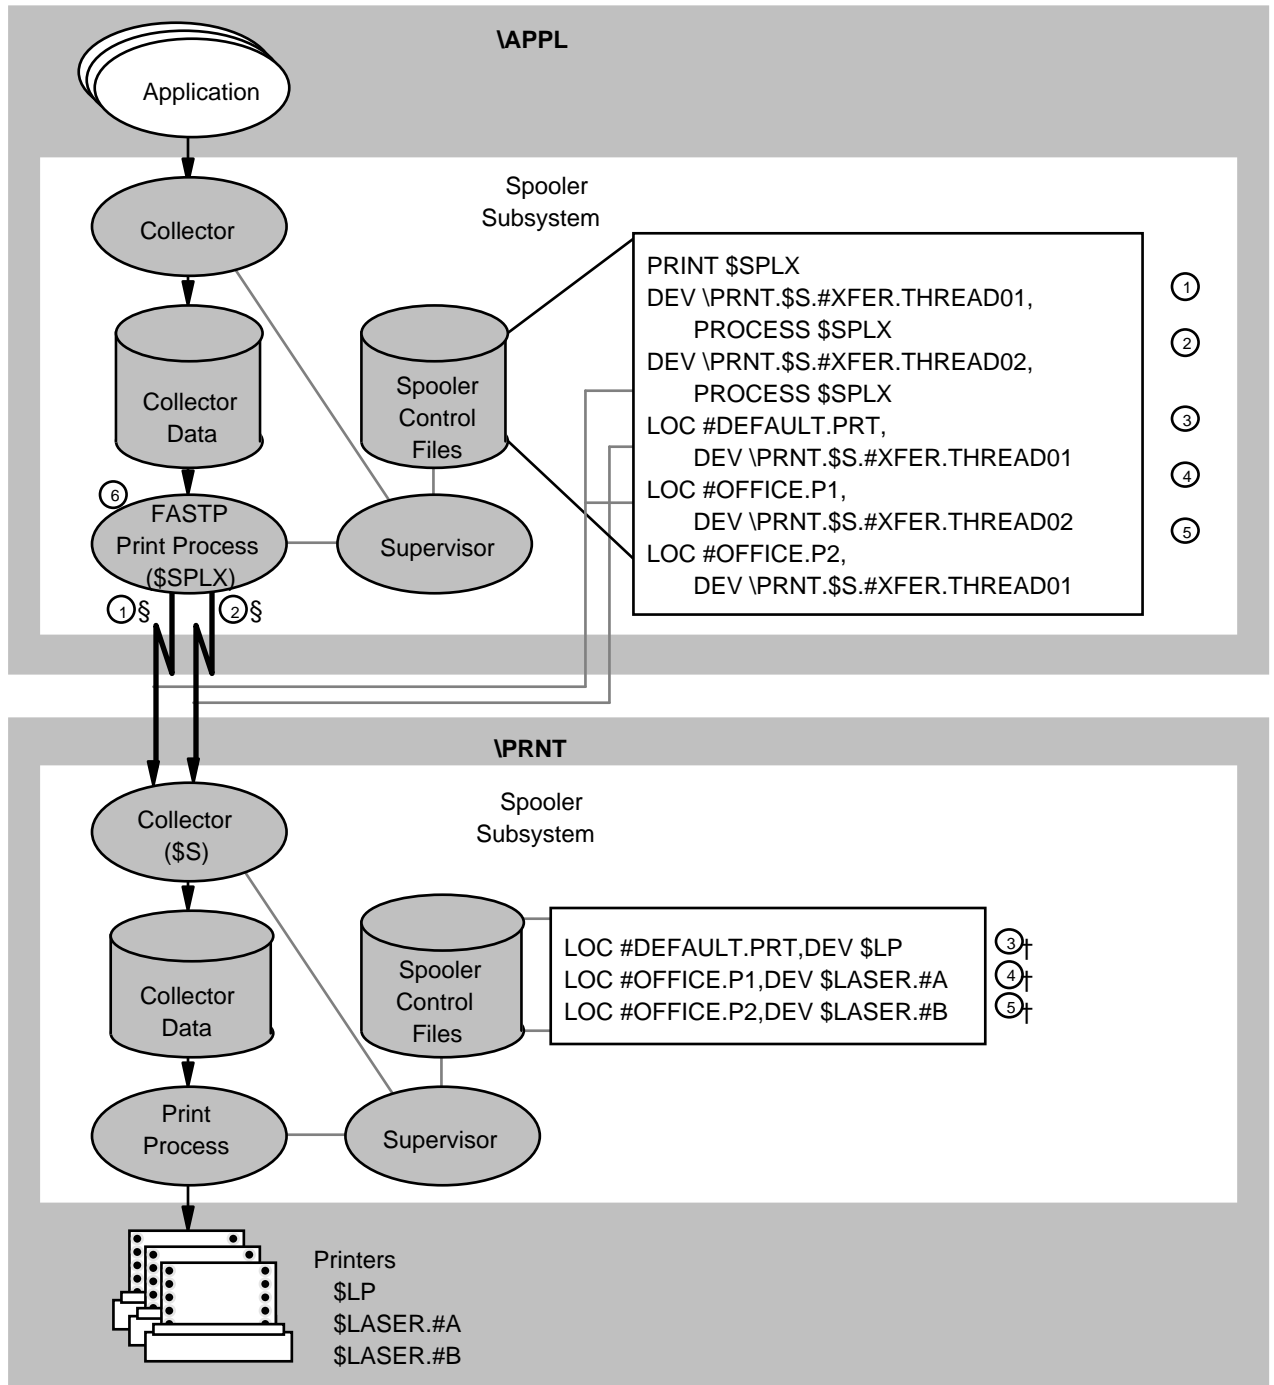 \APPL
Application
Spooler
Subsystem
Collector
PRINT $SPLX
DEV \PRNT.$S.#XFER.THREAD01,
PROCESS $SPLX
DEV \PRNT.$S.#XFER.THREAD02,
PROCESS $SPLX
LOC #DEFAULT.PRT,
DEV \PRNT.$S.#XFER.THREAD01
LOC #OFFICE.P1,
DEV \PRNT.$S.#XFER.THREAD02
LOC #OFFICE.P2,
DEV \PRNT.$S.#XFER.THREAD01
1
2
3
4
5
Collector
Data
Spooler
Control
Files
6
FASTP
Print Process
($SPLX)
Supervisor
1 §
2 §
\PRNT
Spooler
Subsystem
Collector
($S)
Collector
Data
Spooler
Control
Files
LOC #DEFAULT.PRT,DEV $LP
LOC #OFFICE.P1,DEV $LASER.#A
LOC #OFFICE.P2,DEV $LASER.#B
3 †
4 †
5 †
Print
Process
Supervisor
Printers
$LP
$LASER.#A
$LASER.#B